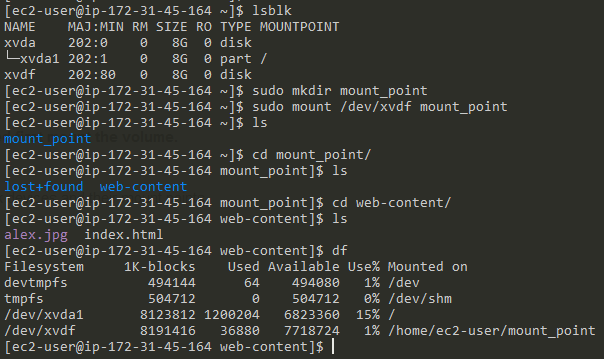 [ec2-user@ip-172-31-45-164 ~]$ lsblk
NAME    MAJ:MIN RM SIZE RO TYPE MOUNTPOINT
xvda    202:0    0   8G  0 disk
└─xvda1 202:1    0   8G  0 part /
xvdf    202:80   0   8G  0 disk
[ec2-user@ip-172-31-45-164 ~]$ sudo mkdir mount_point
[ec2-user@ip-172-31-45-164 ~]$ sudo mount /dev/xvdf mount_point
[ec2-user@ip-172-31-45-164 ~]$ ls
mount_point the volume
[ec2-user@ip-172-31-45-164 ~]$ cd mount_point/
[ec2-user@ip-172-31-45-164 mount_point]$ ls
lost+found  web-content
[ec2-user@ip-172-31-45-164 mount_point]$ cd web-content/
[ec2-user@ip-172-31-45-164 web-content]$ ls
alex.jpg  index.html
[ec2-user@ip-172-31-45-164 web-content]$ df
Filesystem     1K-blocks    Used Available Use% Mounted on
devtmpfs          494144      64    494080   1% /dev
tmpfs             504712       0    504712   0% /dev/shm
/dev/xvda1       8123812 1200204   6823360  15% /
/dev/xvdf        8191416   36880   7718724   1% /home/ec2-user/mount_point
[ec2-user@ip-172-31-45-164 web-content]$